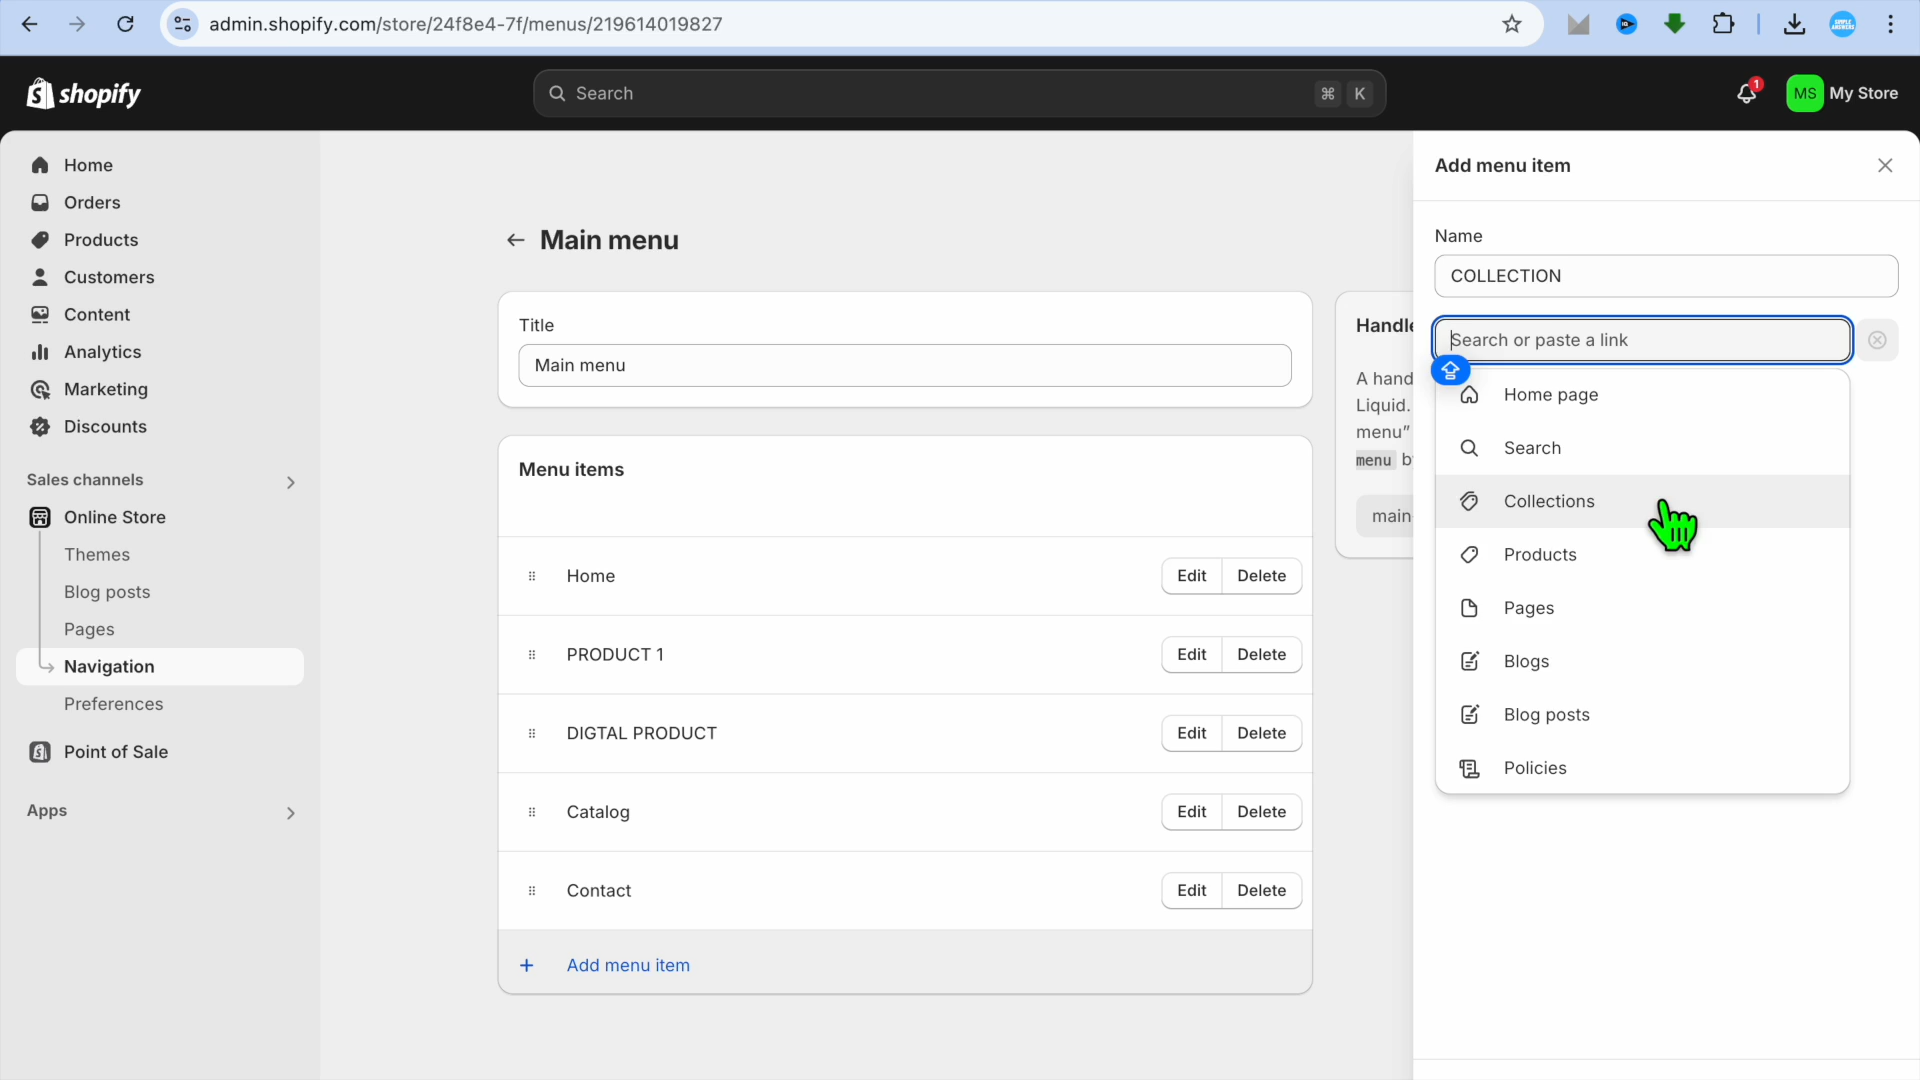 admin.shopify.com/store/24f8e4-7f/menus/219614019827
shopify
Search
⌘ K
1
MS My Store
Home
Orders
Products
Customers
Content
Analytics
Marketing
Discounts
Sales channels
Online Store
Themes
Blog posts
Pages
Navigation
Preferences
Point of Sale
Apps
Main menu
Title
Main menu
Menu items
Home Edit Delete
PRODUCT 1 Edit Delete
DIGTAL PRODUCT Edit Delete
Catalog Edit Delete
Contact Edit Delete
+ Add menu item
Handle
A hand
Liquid.
menu”
menu b
main
Add menu item
Name
COLLECTION
Search or paste a link
Home page
Search
Collections
Products
Pages
Blogs
Blog posts
Policies